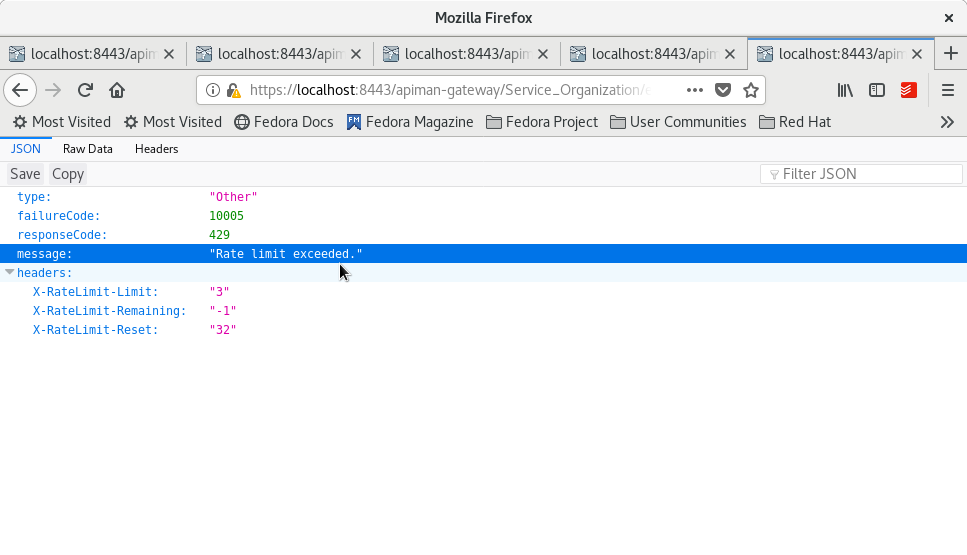 Mozilla Firefox
localhost:8443/apim localhost:8443/apim localhost:8443/apim localhost:8443/apim localhost:8443/apim
https://localhost:8443/apiman-gateway/Service_Organization/e
Most Visited Most Visited Fedora Docs Fedora Magazine Fedora Project User Communities Red Hat
JSON Raw Data Headers
Save Copy Filter JSON
type: "Other"
failureCode: 10005
responseCode: 429
message: "Rate limit exceeded."
headers:
X-RateLimit-Limit: "3"
X-RateLimit-Remaining: "-1"
X-RateLimit-Reset: "32"